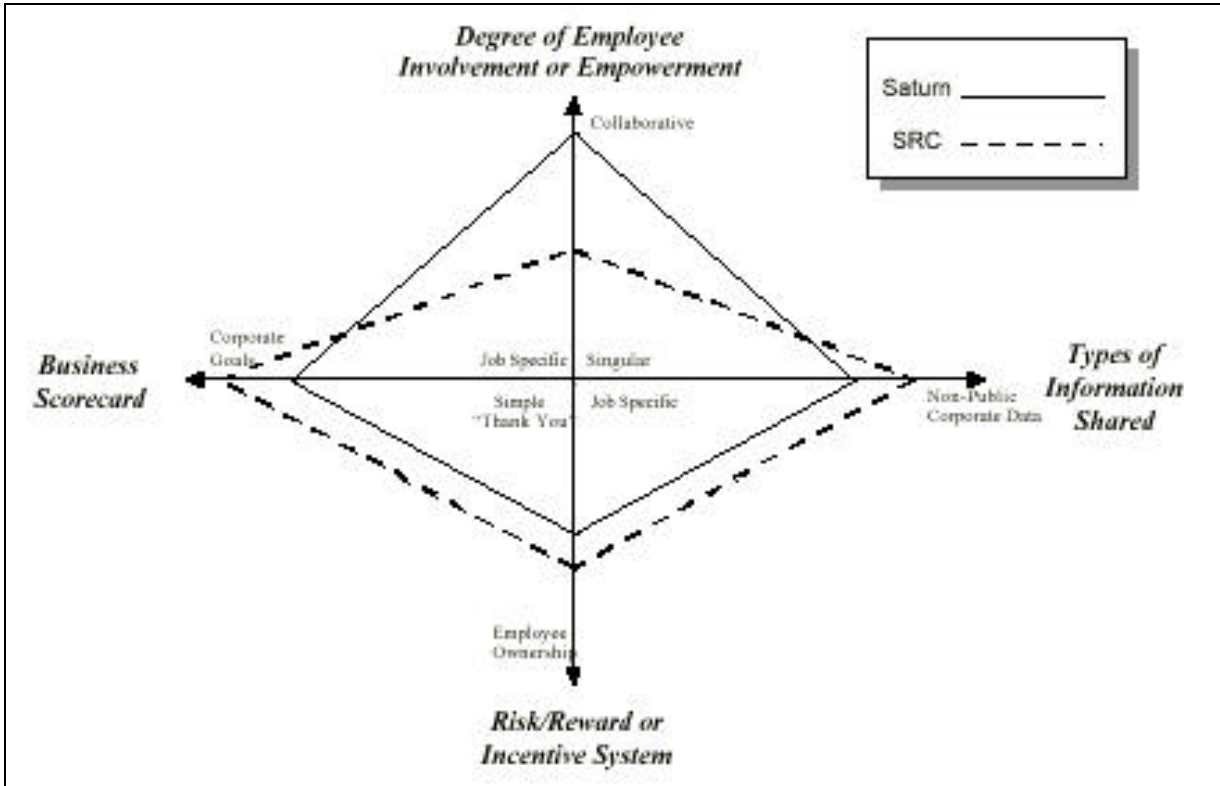 Degree of Employee
Involvement or Empowerment
Saturn
SRC
Collaborative
Corporate
Goals
Job Specific
Singular
Business
Scorecard
Types of
Information
Shared
Simple
"Thank You"
Job Specific
Non-Public
Corporate Data
Employee
Ownership
Risk/Reward or
Incentive System